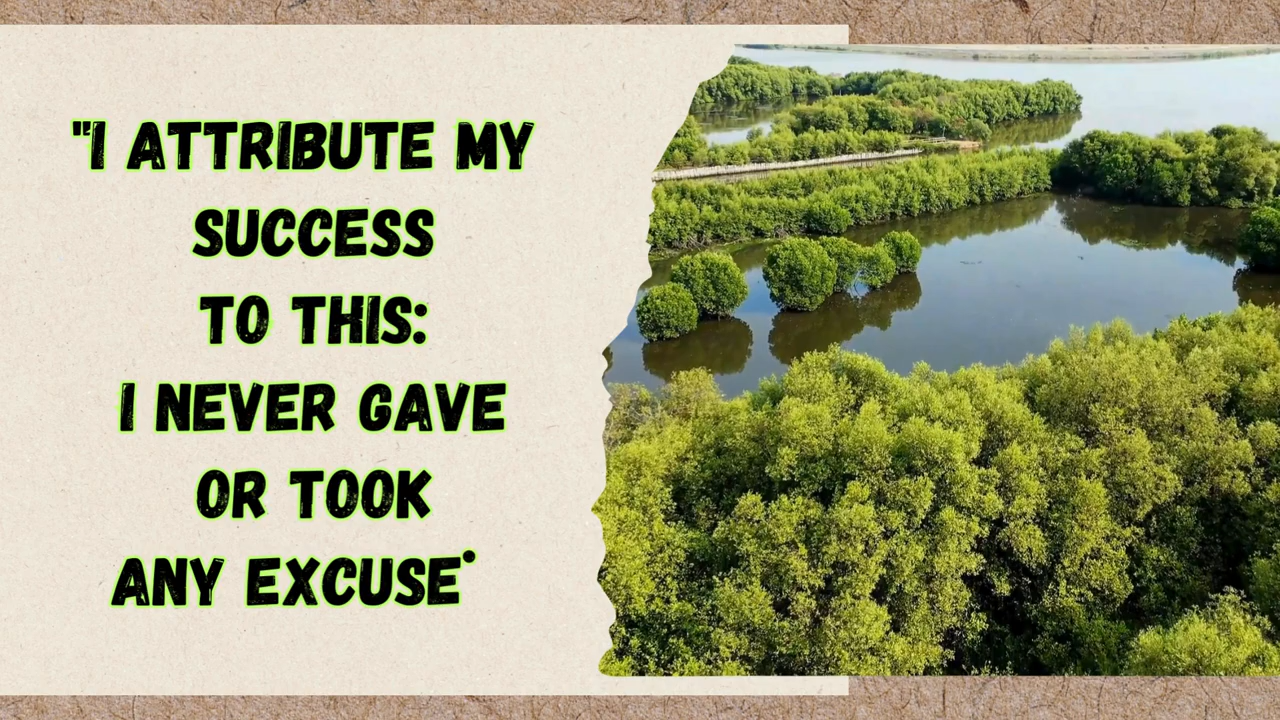 "I ATTRIBUTE MY
SUCCESS
TO THIS:
I NEVER GAVE
OR TOOK
ANY EXCUSE•